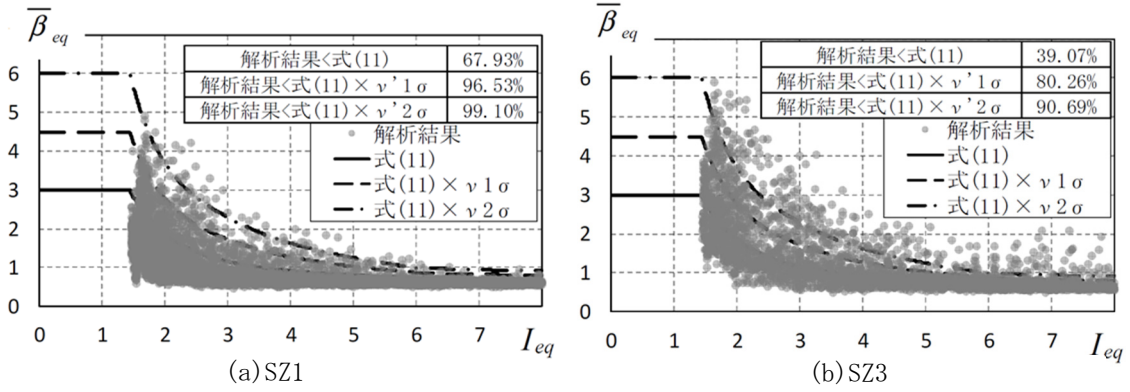 β̄eq
解析結果<式(11) 67.93%
解析結果<式(11)×ν'1σ 96.53%
解析結果<式(11)×ν'2σ 99.10%
解析結果
式(11)
式(11)×ν1σ
式(11)×ν2σ
6
5
4
3
2
1
0
0 1 2 3 4 5 6 7 Ieq
(a)SZ1
β̄eq
解析結果<式(11) 39.07%
解析結果<式(11)×ν'1σ 80.26%
解析結果<式(11)×ν'2σ 90.69%
解析結果
式(11)
式(11)×ν1σ
式(11)×ν2σ
6
5
4
3
2
1
0
0 1 2 3 4 5 6 7 Ieq
(b)SZ3